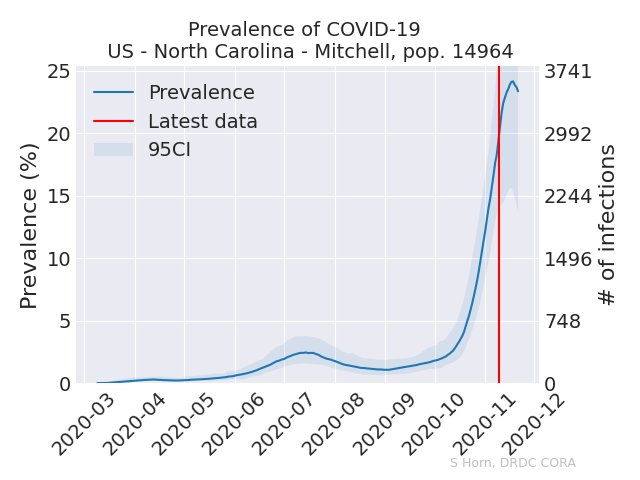 Prevalence of COVID-19
US - North Carolina - Mitchell, pop. 14964
Prevalence
Latest data
95CI
Prevalence (%)
25
20
15
10
5
0
3741
2992
2244
1496
748
0
# of infections
2020-03
2020-04
2020-05
2020-06
2020-07
2020-08
2020-09
2020-10
2020-11
2020-12
S Horn, DRDC CORA